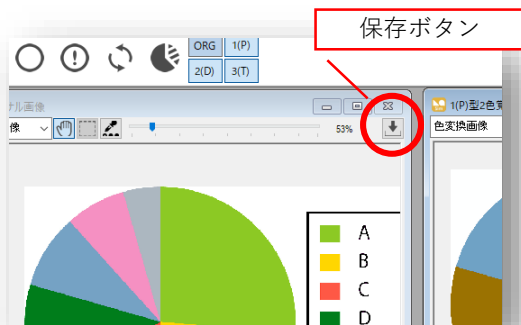 保存ボタン
ORG 1(P)
2(D) 3(T)
ル画像
1(P)型2色
像
53%
色変換画像
A
B
C
D